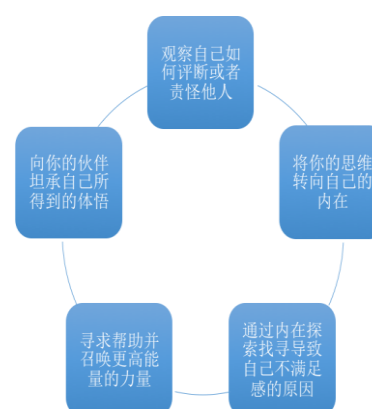 观察自己如
何评断或者
责怪他人
将你的思维
转向自己的
内在
通过内在探
索找寻导致
自己不满足
感的原因
寻求帮助并
召唤更高能
量的力量
向你的伙伴
坦承自己所
得到的体悟